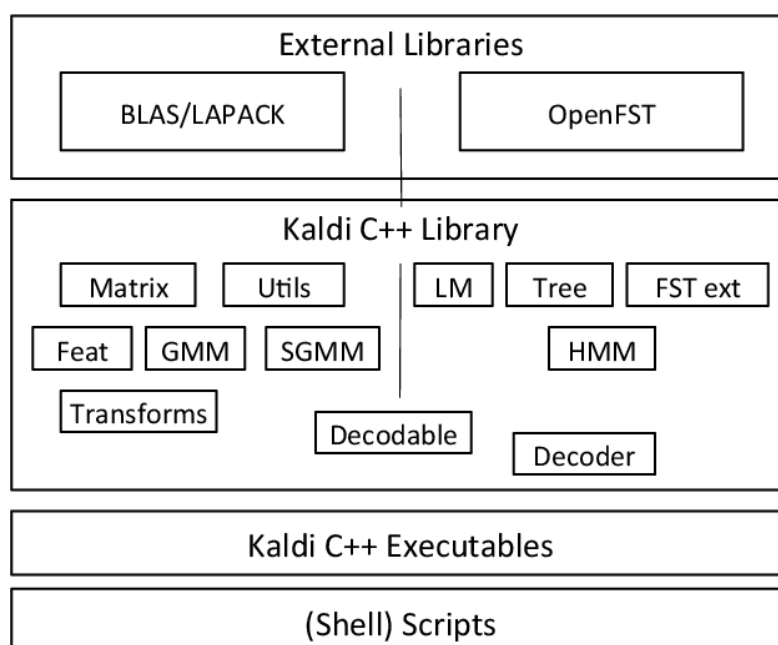 External Libraries
BLAS/LAPACK
OpenFST
Kaldi C++ Library
Matrix
Utils
LM
Tree
FST ext
Feat
GMM
SGMM
HMM
Transforms
Decodable
Decoder
Kaldi C++ Executables
(Shell) Scripts